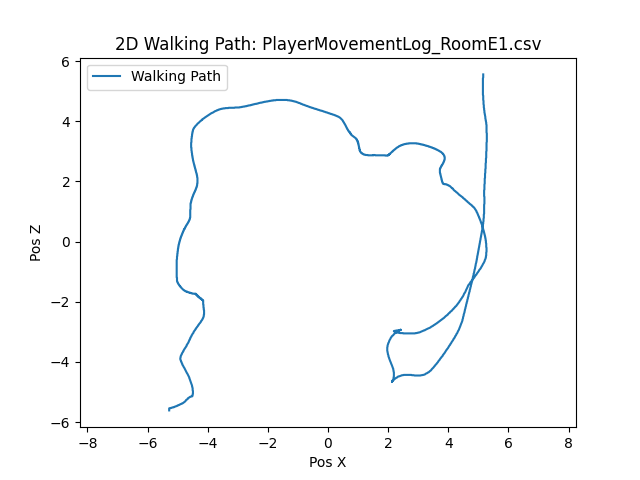 2D Walking Path: PlayerMovementLog_RoomE1.csv
Walking Path
6
4
2
0
−2
−4
−6
Pos Z
−8 −6 −4 −2 0 2 4 6 8
Pos X